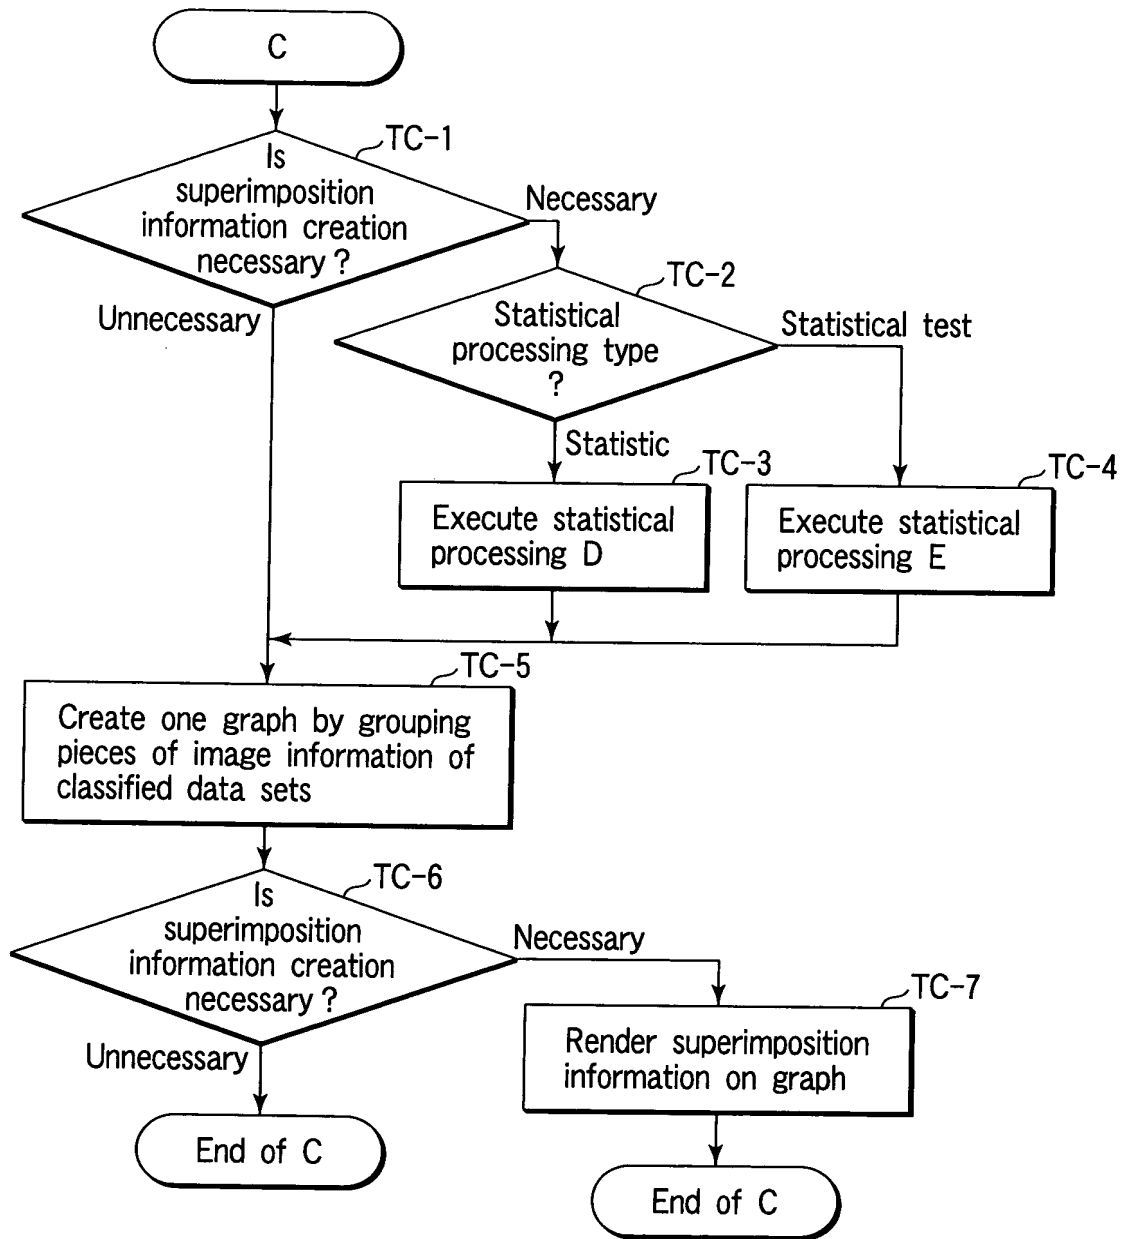 C
TC-1
Is
superimposition
information creation
necessary?
Necessary
Unnecessary
TC-2
Statistical
processing type
?
Statistical test
Statistic
TC-3
Execute statistical
processing D
TC-4
Execute statistical
processing E
TC-5
Create one graph by grouping
pieces of image information of
classified data sets
TC-6
Is
superimposition
information creation
necessary?
Necessary
Unnecessary
TC-7
Render superimposition
information on graph
End of C
End of C